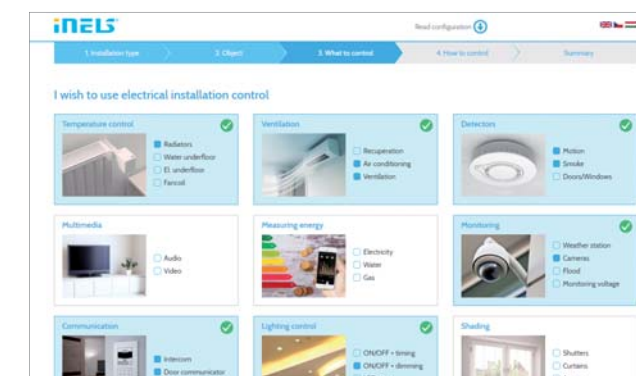 iNELS
Read configuration
1. Installation type
2. Object
3. What to control
4. How to control
Summary
I wish to use electrical installation control
Temperature control
Radiators
Water underfloor
El. underfloor
Fancoil
Ventilation
Recuperation
Air conditioning
Ventilation
Detectors
Motion
Smoke
Doors/Windows
Multimedia
Audio
Video
Measuring energy
Electricity
Water
Gas
Monitoring
Weather station
Cameras
Flood
Monitoring voltage
Communication
Intercom
Door communicator
Lighting control
ON/OFF + timing
ON/OFF + dimming
Shading
Shutters
Curtains